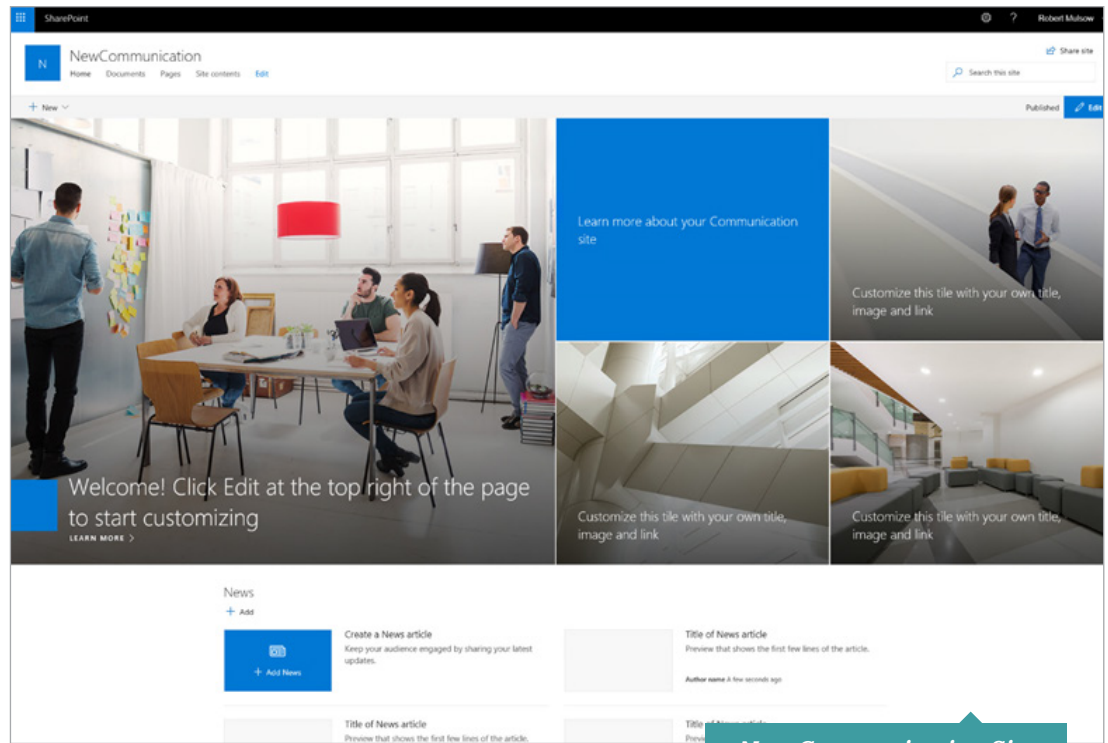 SharePoint
?
Robert Mulsow
N
NewCommunication
Home Documents Pages Site contents Edit
Share site
Search this site
+ New
Published
Edit
Welcome! Click Edit at the top right of the page
to start customizing
LEARN MORE >
Learn more about your Communication
site
Customize this tile with your own title,
image and link
Customize this tile with your own title,
image and link
Customize this tile with your own title,
image and link
News
+ Add
+ Add News
Create a News article
Keep your audience engaged by sharing your latest
updates.
Title of News article
Preview that shows the first few lines of the article.
Author name A few seconds ago
Title of News article
Preview that shows the first few lines of the article.
Title of News article